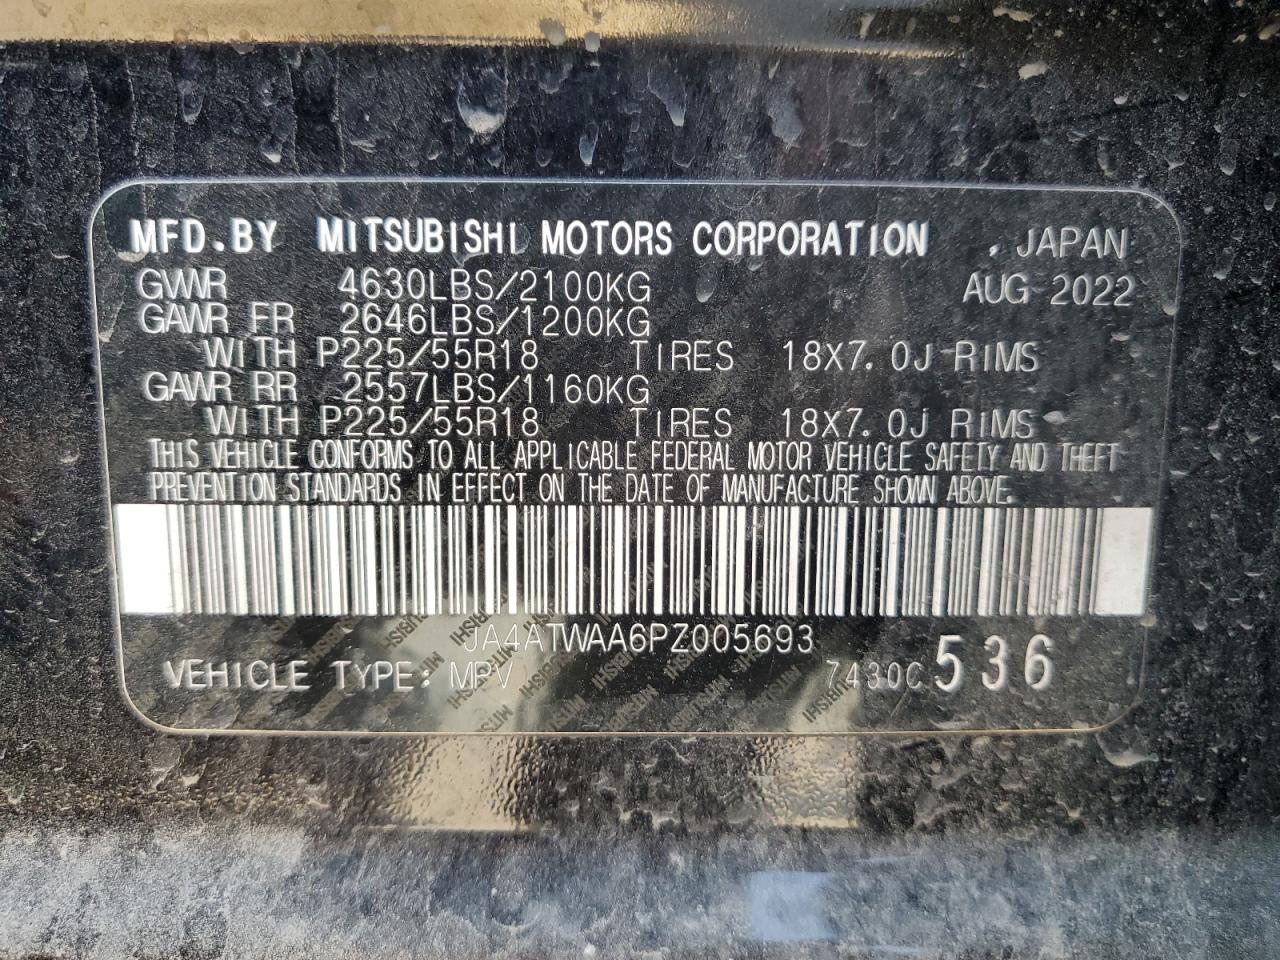 MFD.BY MITSUBISHI MOTORS CORPORATION , JAPAN
GVWR 4630LBS/2100KG AUG 2022
GAWR FR 2646LBS/1200KG
WITH P225/55R18 TIRES 18X7.0J RIMS
GAWR RR 2557LBS/1160KG
WITH P225/55R18 TIRES 18X7.0J RIMS
THIS VEHICLE CONFORMS TO ALL APPLICABLE FEDERAL MOTOR VEHICLE SAFETY AND THEFT
PREVENTION STANDARDS IN EFFECT ON THE DATE OF MANUFACTURE SHOWN ABOVE.
JA4ATWAA6PZ005693
VEHICLE TYPE: MPV 7430C 536